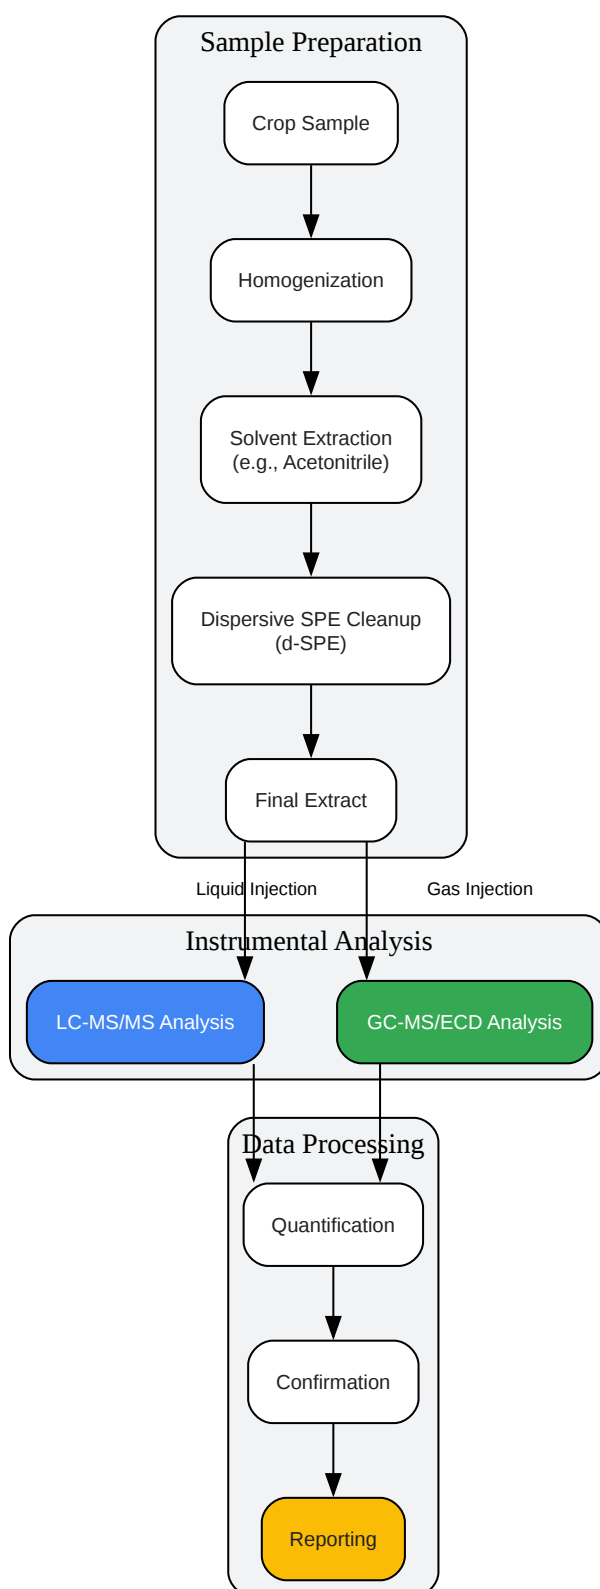 Sample Preparation
Crop Sample
Homogenization
Solvent Extraction
(e.g., Acetonitrile)
Dispersive SPE Cleanup
(d-SPE)
Final Extract
Liquid Injection
Gas Injection
Instrumental Analysis
LC-MS/MS Analysis
GC-MS/ECD Analysis
Data Processing
Quantification
Confirmation
Reporting